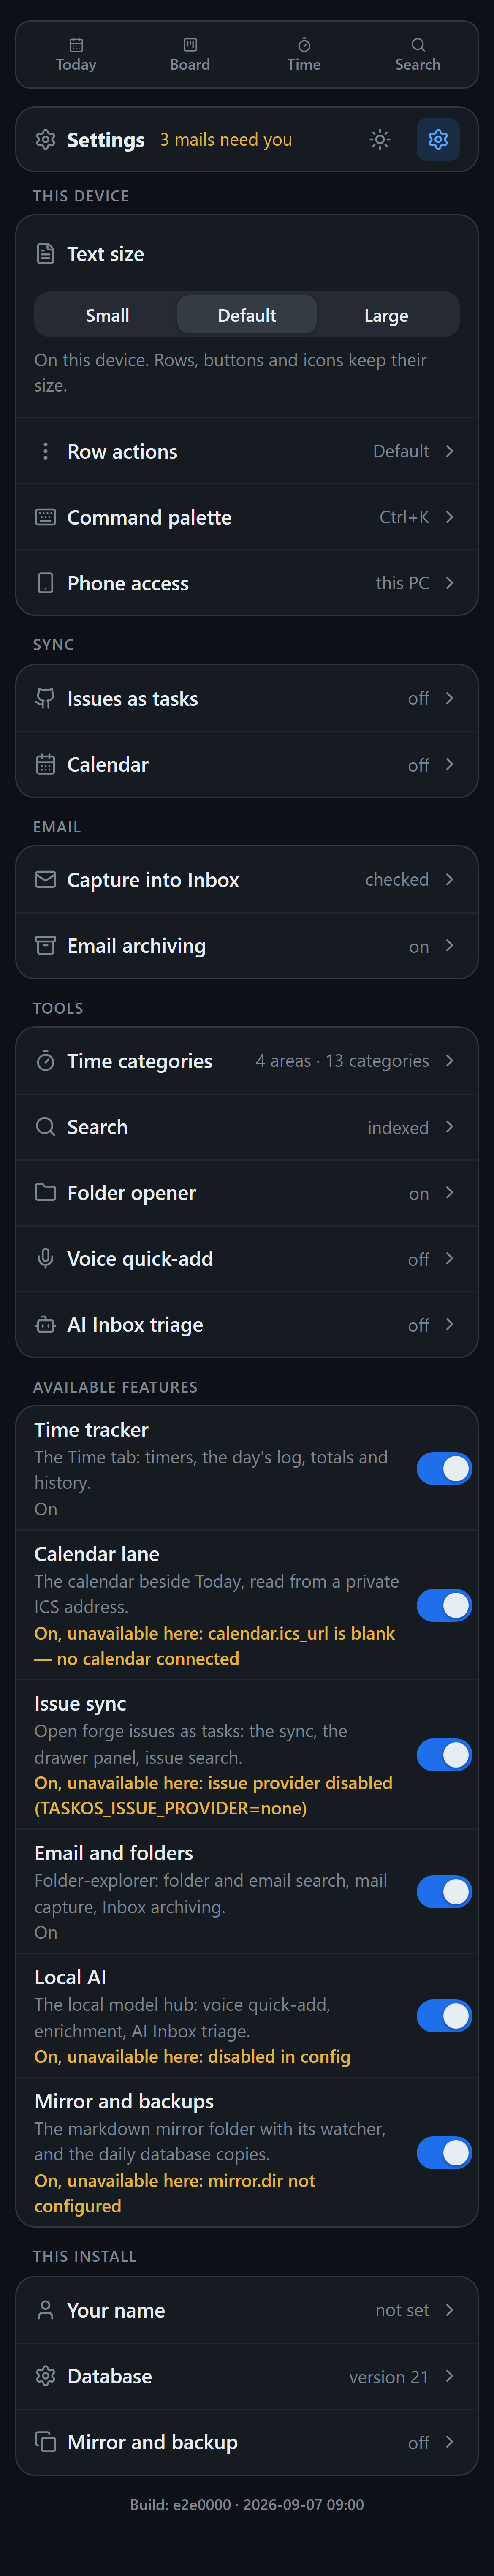 Today
Board
Time
Search
Settings
3 mails need you
THIS DEVICE
Text size
Small
Default
Large
On this device. Rows, buttons and icons keep their
size.
Row actions
Default
Command palette
Ctrl+K
Phone access
this PC
SYNC
Issues as tasks
off
Calendar
off
EMAIL
Capture into Inbox
checked
Email archiving
on
TOOLS
Time categories
4 areas · 13 categories
Search
indexed
Folder opener
on
Voice quick-add
off
AI Inbox triage
off
AVAILABLE FEATURES
Time tracker
The Time tab: timers, the day's log, totals and
history.
On
Calendar lane
The calendar beside Today, read from a private
ICS address.
On, unavailable here: calendar.ics_url is blank
— no calendar connected
Issue sync
Open forge issues as tasks: the sync, the
drawer panel, issue search.
On, unavailable here: issue provider disabled
(TASKOS_ISSUE_PROVIDER=none)
Email and folders
Folder-explorer: folder and email search, mail
capture, Inbox archiving.
On
Local AI
The local model hub: voice quick-add,
enrichment, AI Inbox triage.
On, unavailable here: disabled in config
Mirror and backups
The markdown mirror folder with its watcher,
and the daily database copies.
On, unavailable here: mirror.dir not
configured
THIS INSTALL
Your name
not set
Database
version 21
Mirror and backup
off
Build: e2e0000 · 2026-09-07 09:00